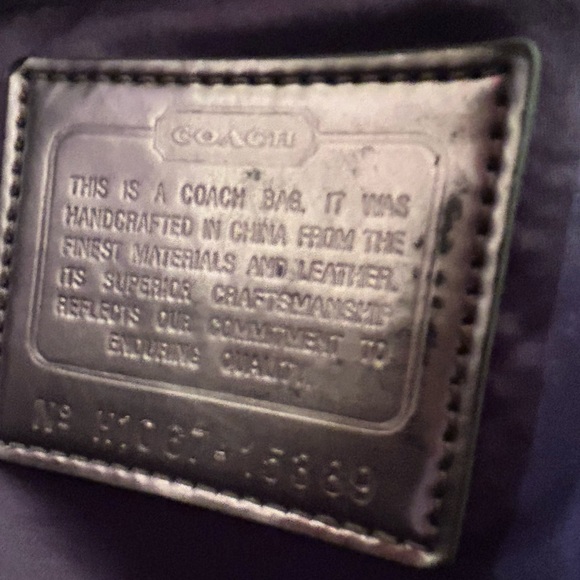 COACH
THIS IS A COACH BAG. IT WAS
HANDCRAFTED IN CHINA FROM THE
FINEST MATERIALS AND LEATHER.
ITS SUPERIOR CRAFTSMANSHIP
REFLECTS OUR COMMITMENT TO
ENDURING QUALITY.
Nº